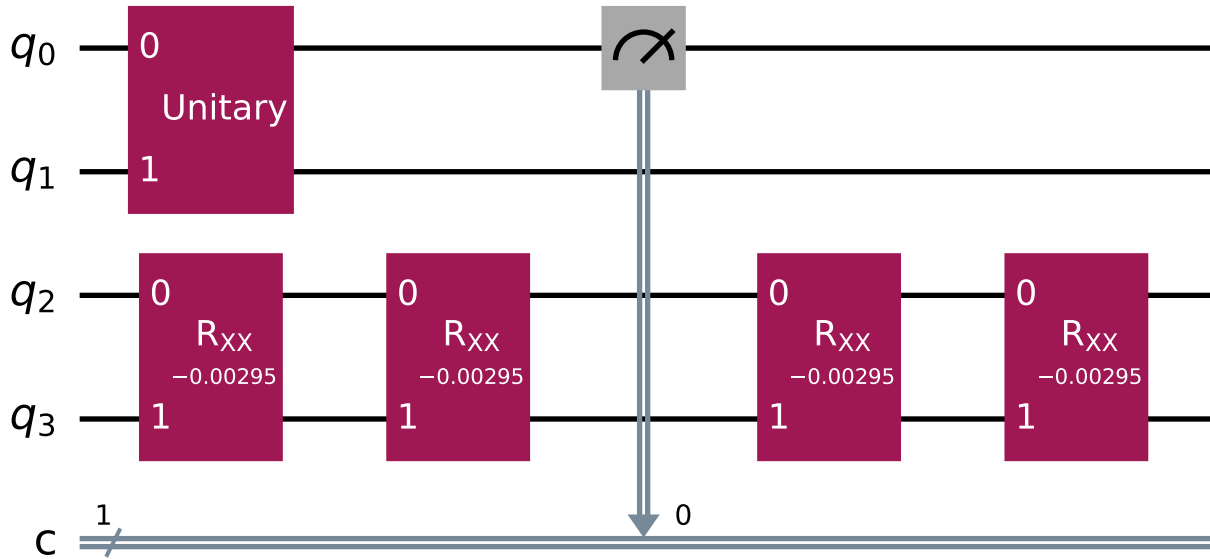 q0 0
Unitary
q1 1
q2 0 0 0 0
RXX RXX RXX RXX
−0.00295 −0.00295 −0.00295 −0.00295
q3 1 1 1 1
1 0
c